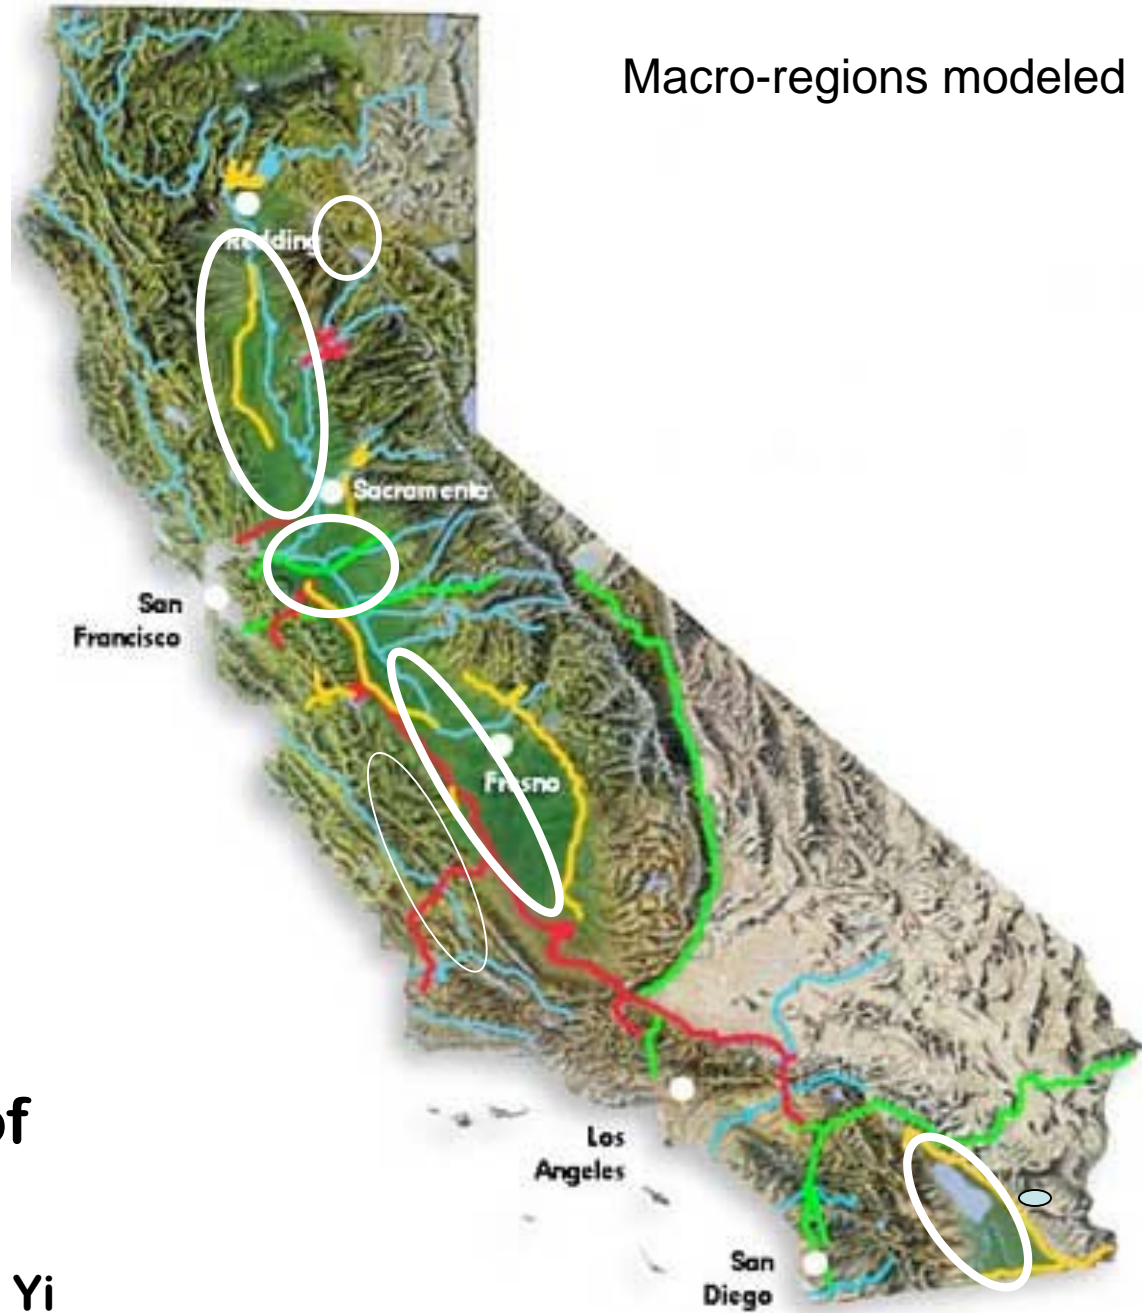 Macro-regions modeled
Redding
Sacramento
San
Francisco
Fresno
of
Los
Angeles
San
Diego
Yi